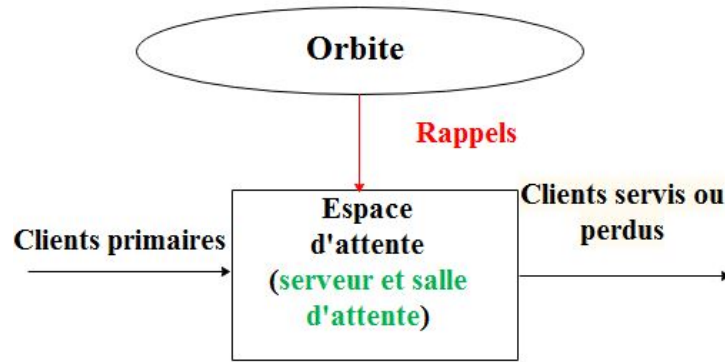 Orbite
Rappels
Clients primaires
Espace
d'attente
(serveur et salle
d'attente)
Clients servis ou
perdus